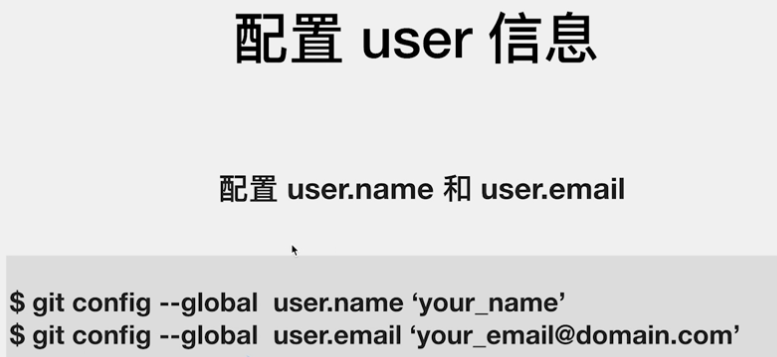 配置 user 信息
配置 user.name 和 user.email
$ git config --global  user.name ‘your_name’
$ git config --global  user.email ‘your_email@domain.com’